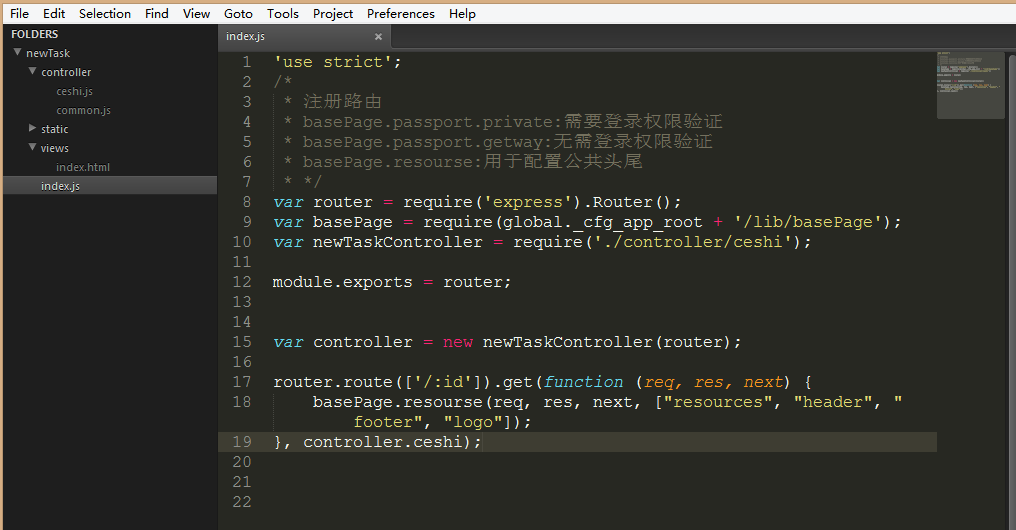 File Edit Selection Find View Goto Tools Project Preferences Help
FOLDERS
newTask
controller
ceshi.js
common.js
static
views
index.html
index.js
index.js ×
1 'use strict';
2 /*
3 * 注册路由
4 * basePage.passport.private:需要登录权限验证
5 * basePage.passport.getway:无需登录权限验证
6 * basePage.resourse:用于配置公共头尾
7 * */
8 var router = require('express').Router();
9 var basePage = require(global._cfg_app_root + '/lib/basePage');
10 var newTaskController = require('./controller/ceshi');
11
12 module.exports = router;
13
14
15 var controller = new newTaskController(router);
16
17 router.route(['/:id']).get(function (req, res, next) {
18 basePage.resourse(req, res, next, ["resources", "header", "
footer", "logo"]);
19 }, controller.ceshi);
20
21
22